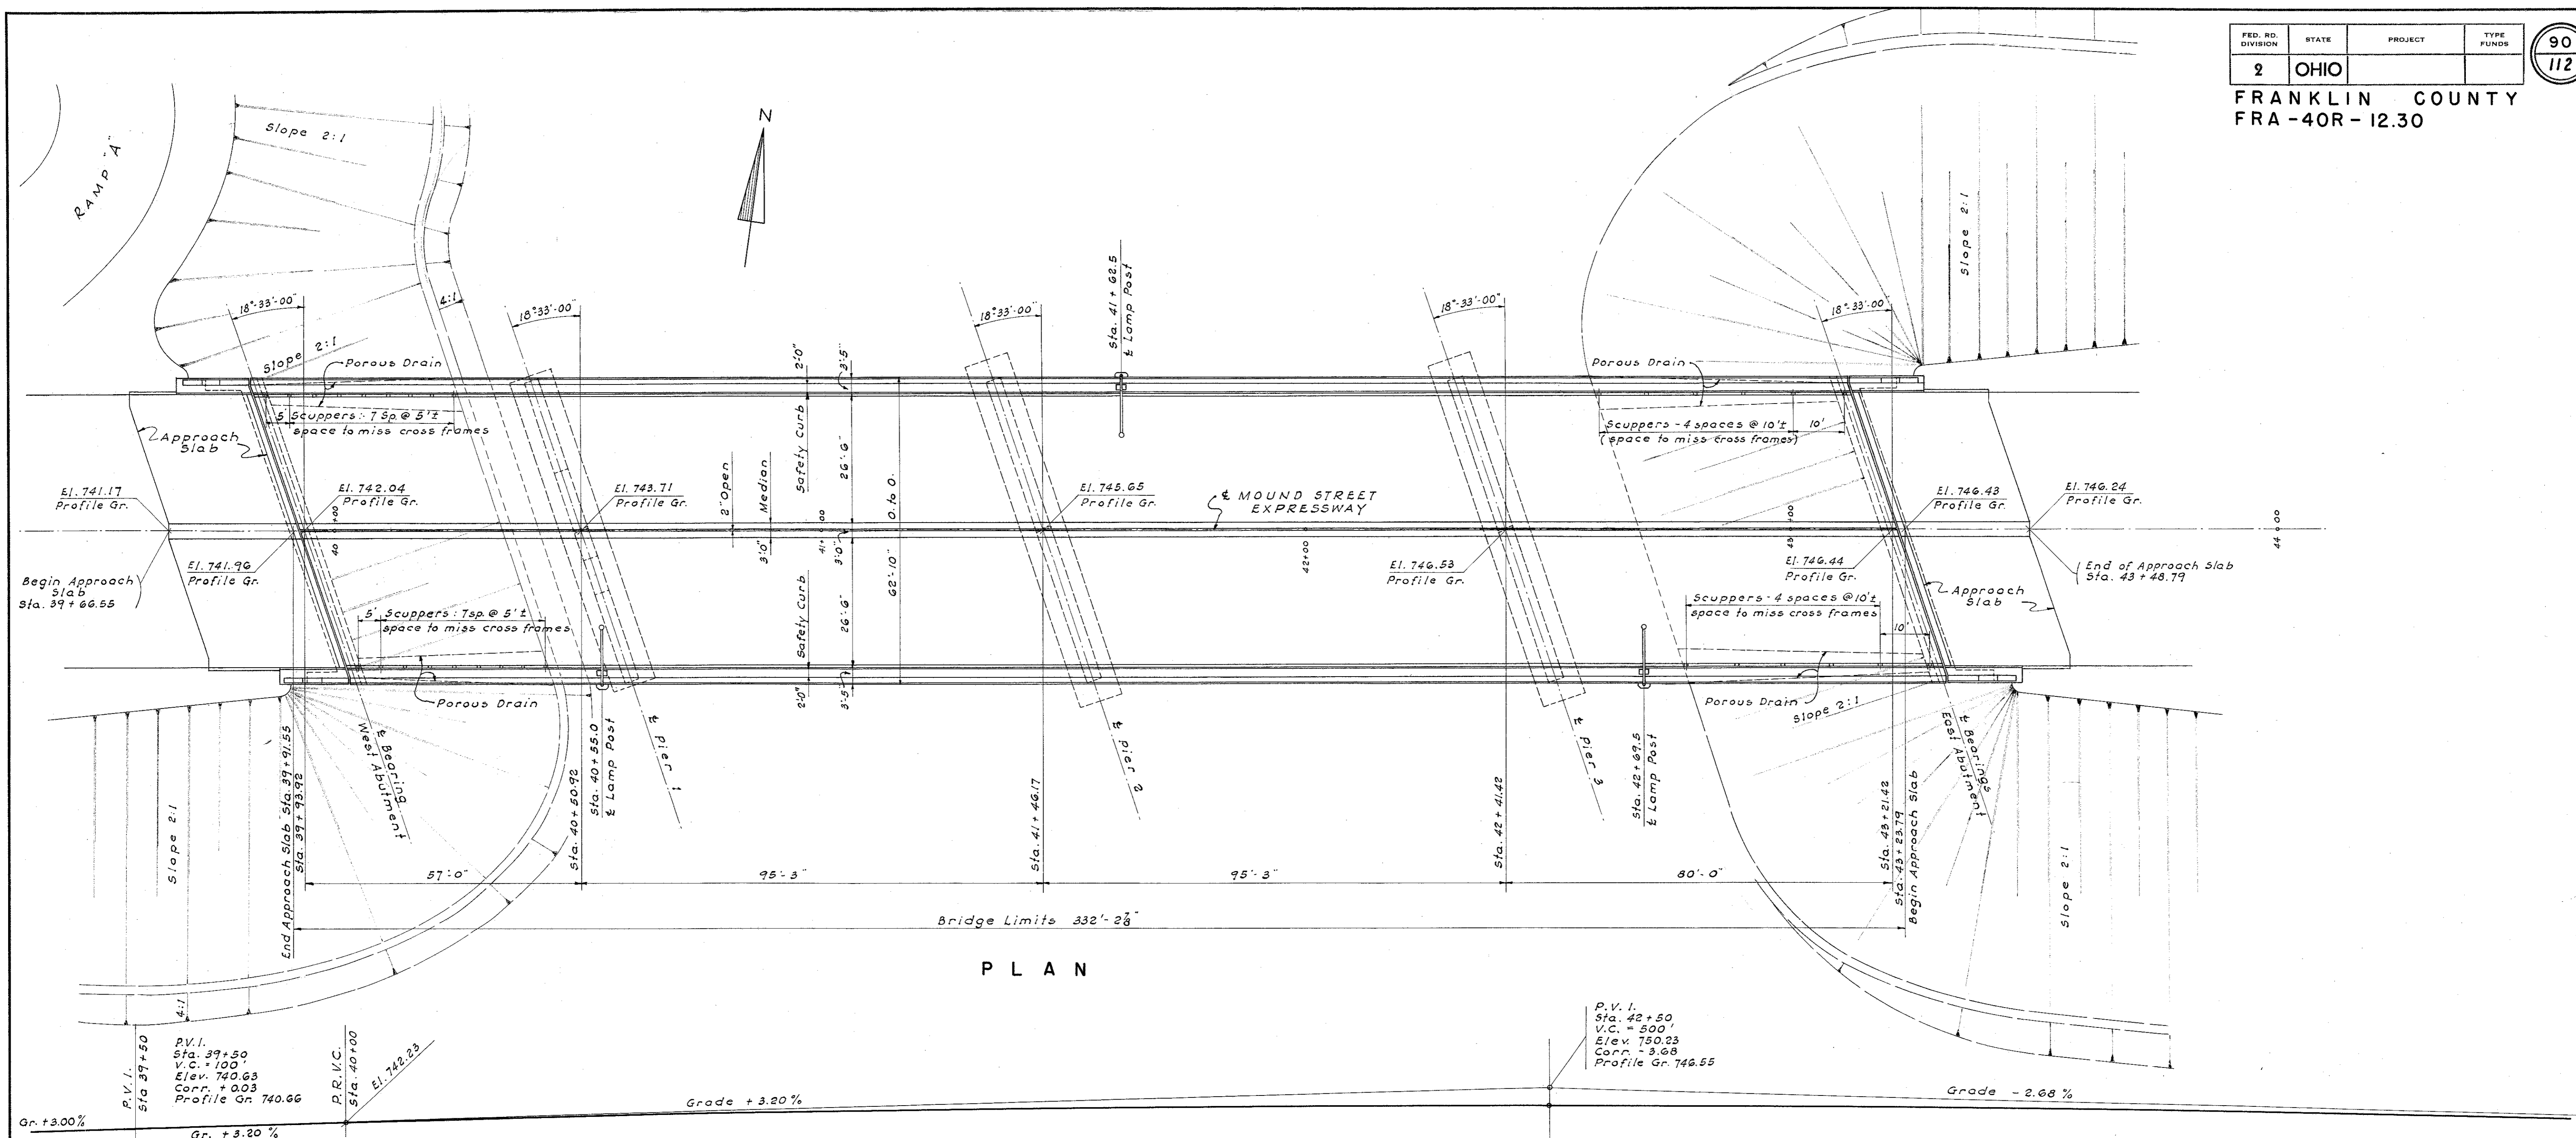 FED. RD. DIVISION
STATE
PROJECT
TYPE FUNDS
2
OHIO
90
112
FRANKLIN COUNTY
FRA-40R-12.30
RAMP "A"
Slope 2:1
N
4:1
18°-33'-00"
18°-33'-00"
18°-33'-00"
18°-33'-00"
18°-33'-00"
Slope 2:1
Slope 2:1
Porous Drain
Porous Drain
Sta. 41 + 62.5
℄ Lamp Post
2'-0"
3'-5"
5' Scuppers: 7 Sp. @ 5'±
space to miss cross frames
Scuppers - 4 spaces @ 10'± 10'
(space to miss cross frames)
Approach
Slab
Safety Curb
26'-6"
62'-10" O. to O.
2" Open
3'-0" Median
3'-0"
El. 741.17
Profile Gr.
El. 742.04
Profile Gr.
El. 743.71
Profile Gr.
El. 745.65
Profile Gr.
℄ MOUND STREET
EXPRESSWAY
El. 746.43
Profile Gr.
El. 746.24
Profile Gr.
40+00
41+00
42+00
43+00
44+00
El. 741.96
Profile Gr.
El. 746.53
Profile Gr.
El. 746.44
Profile Gr.
Begin Approach
Slab
Sta. 39+66.55
End of Approach Slab
Sta. 43+48.79
Approach
Slab
5' Scuppers: 7sp. @ 5'±
space to miss cross frames
Scuppers - 4 spaces @10'±
space to miss cross frames
10'
Safety Curb
26'-6"
2'-0"
3'-5"
Porous Drain
Porous Drain
Slope 2:1
℄ Bearing
West Abutment
℄ Pier 1
℄ Pier 2
℄ Pier 3
℄ Bearings
East Abutment
End Approach Slab Sta. 39+91.55
Sta. 39+93.92
Sta. 40+50.92
Sta. 40+55.0
℄ Lamp Post
Sta. 41+46.17
Sta. 42+41.42
Sta. 42+69.5
℄ Lamp Post
Sta. 43+21.42
Sta. 43+23.79
Begin Approach Slab
Slope 2:1
Slope 2:1
57'-0"
95'-3"
95'-3"
80'-0"
Bridge Limits 332'-2⅞"
PLAN
4:1
P.V.I.
Sta 39+50
P.V.I.
Sta. 39+50
V.C. = 100'
Elev. 740.63
Corr. +0.03
Profile Gr. 740.66
P.R.V.C.
Sta. 40+00
El. 742.23
P.V.I.
Sta. 42+50
V.C. = 500'
Elev. 750.23
Corr. - 3.68
Profile Gr. 746.55
Gr. +3.00%
Gr. +3.20 %
Grade +3.20%
Grade -2.68%